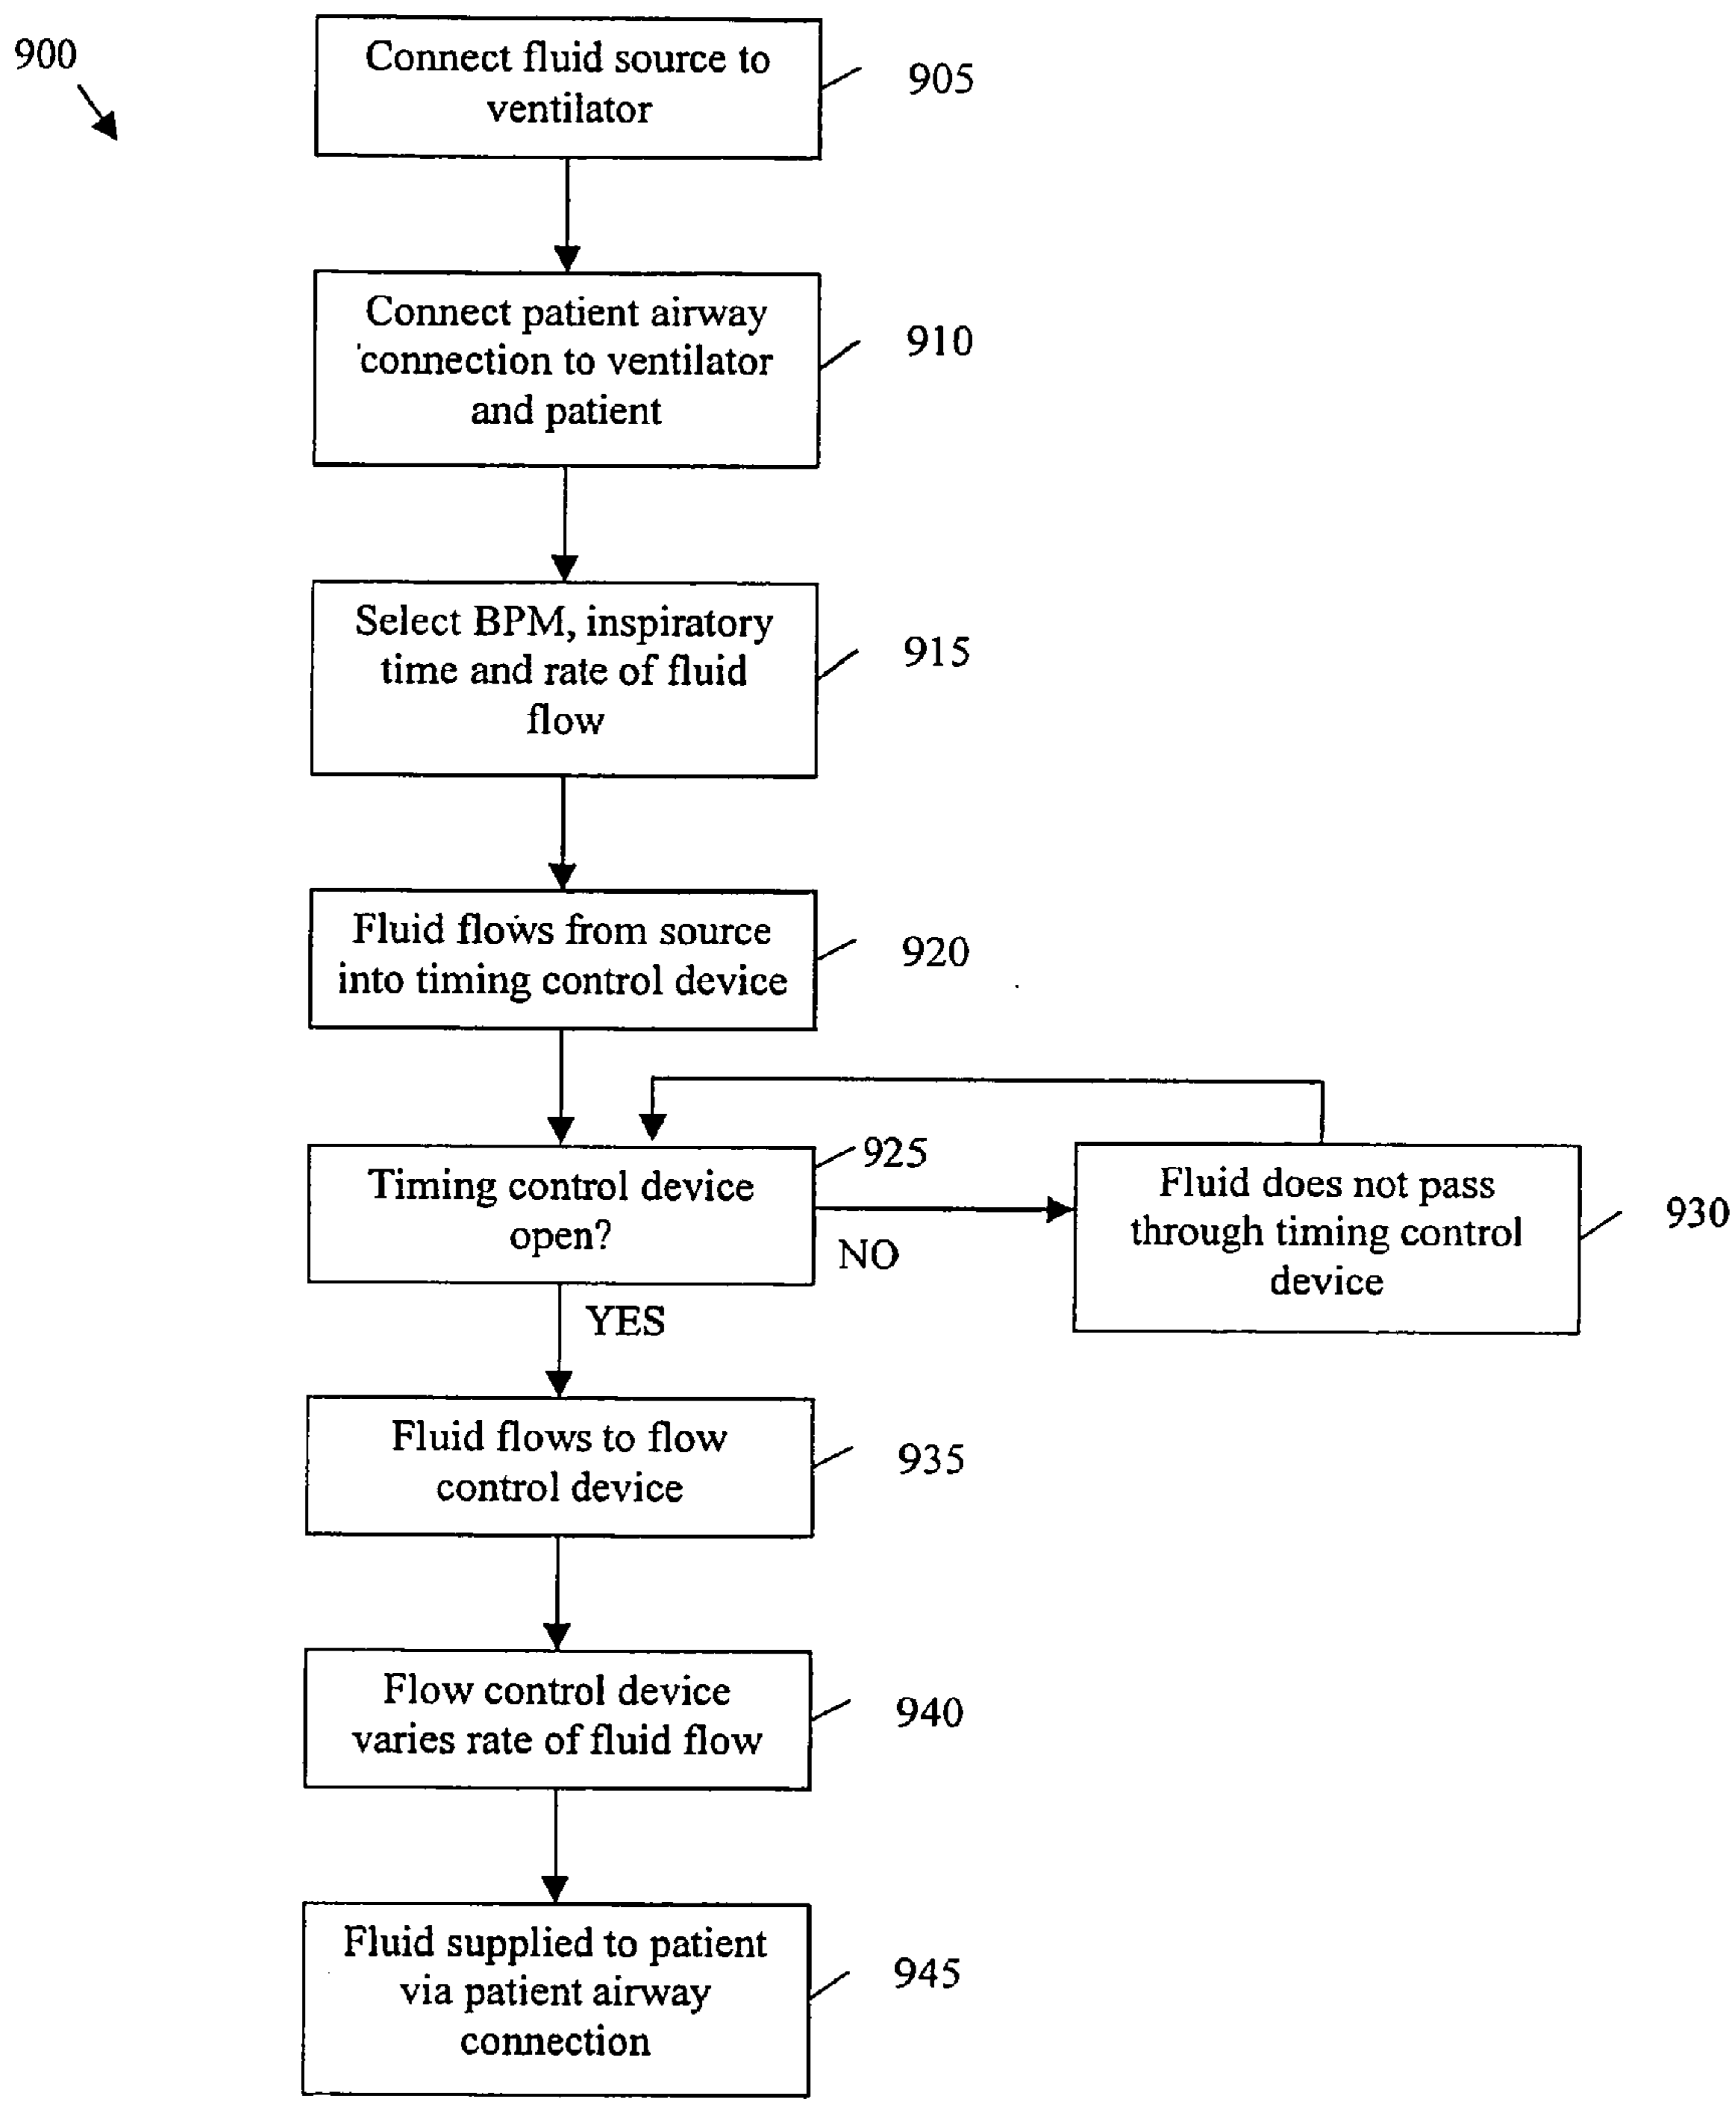 900
Connect fluid source to
ventilator
905
Connect patient airway
connection to ventilator
and patient
910
Select BPM, inspiratory
time and rate of fluid
flow
915
Fluid flows from source
into timing control device
920
Timing control device
open?
925
NO
YES
Fluid does not pass
through timing control
device
930
Fluid flows to flow
control device
935
Flow control device
varies rate of fluid flow
940
Fluid supplied to patient
via patient airway
connection
945